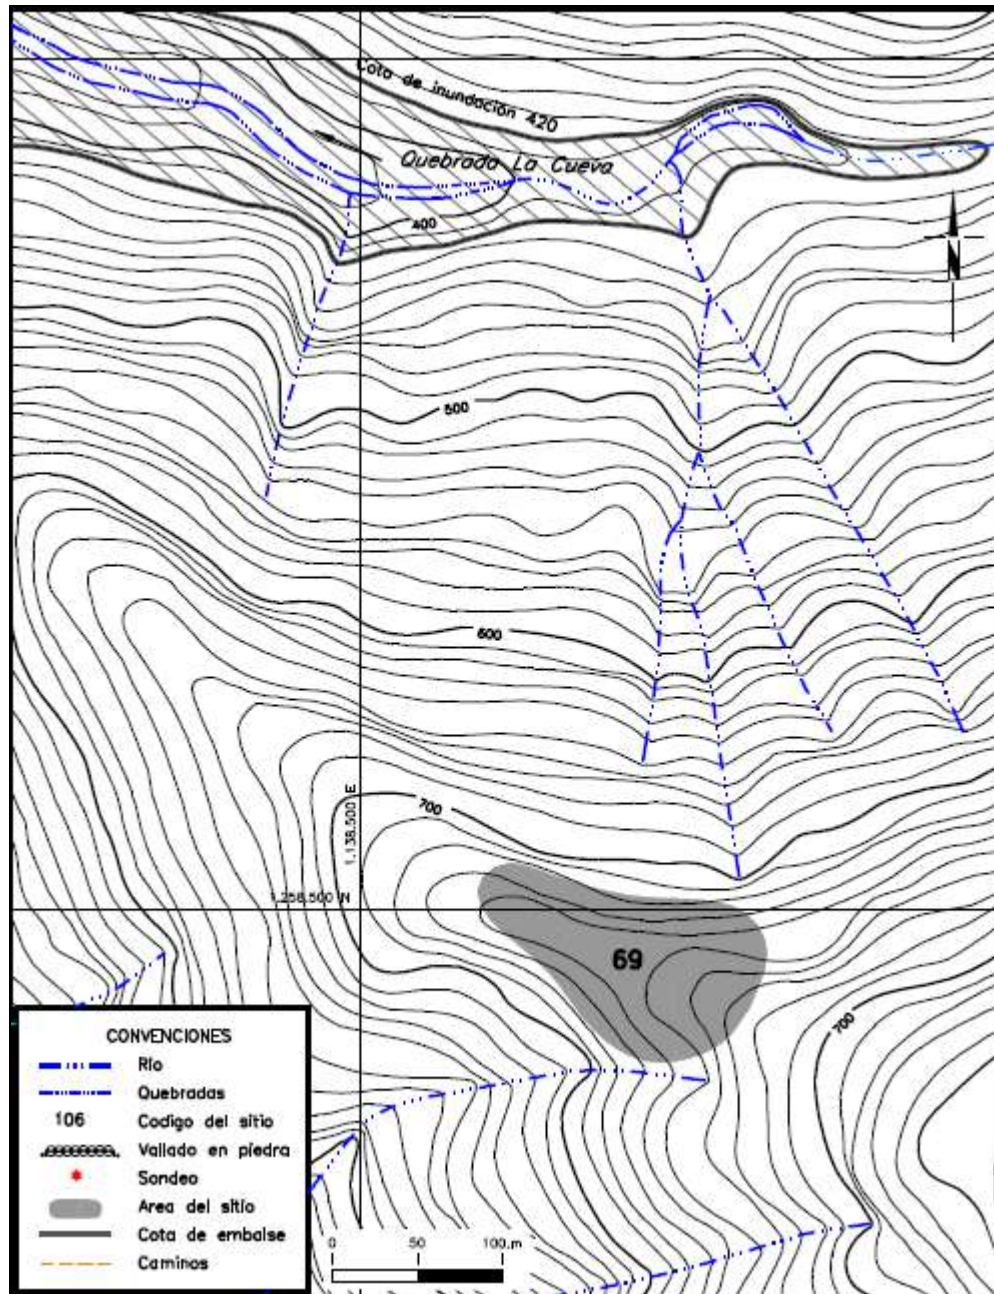 Cota de inundación 420
Quebrada La Cueva
400
N
500
600
700
1,138,500 E
1,258,500 N
69
700
CONVENCIONES
Río
Quebradas
106 Codigo del sitio
Vallado en piedra
Sondeo
Area del sitio
Cota de embalse
Caminos
0 50 100.m